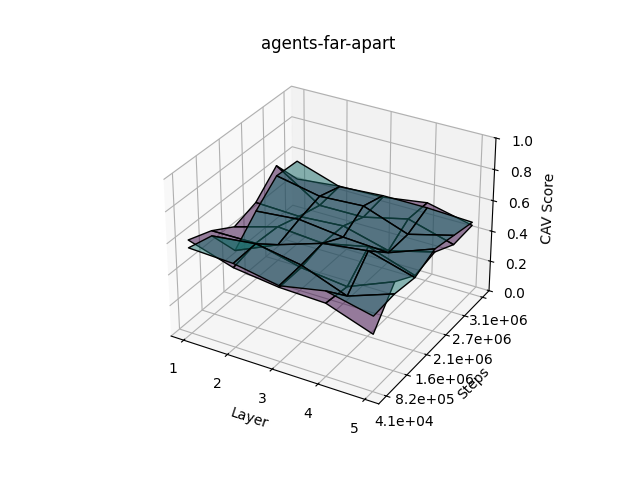 agents-far-apart
1.0
0.8
0.6
0.4
0.2
0.0
CAV Score
3.1e+06
2.7e+06
2.1e+06
1.6e+06
8.2e+05
4.1e+04
Steps
1
2
3
4
5
Layer